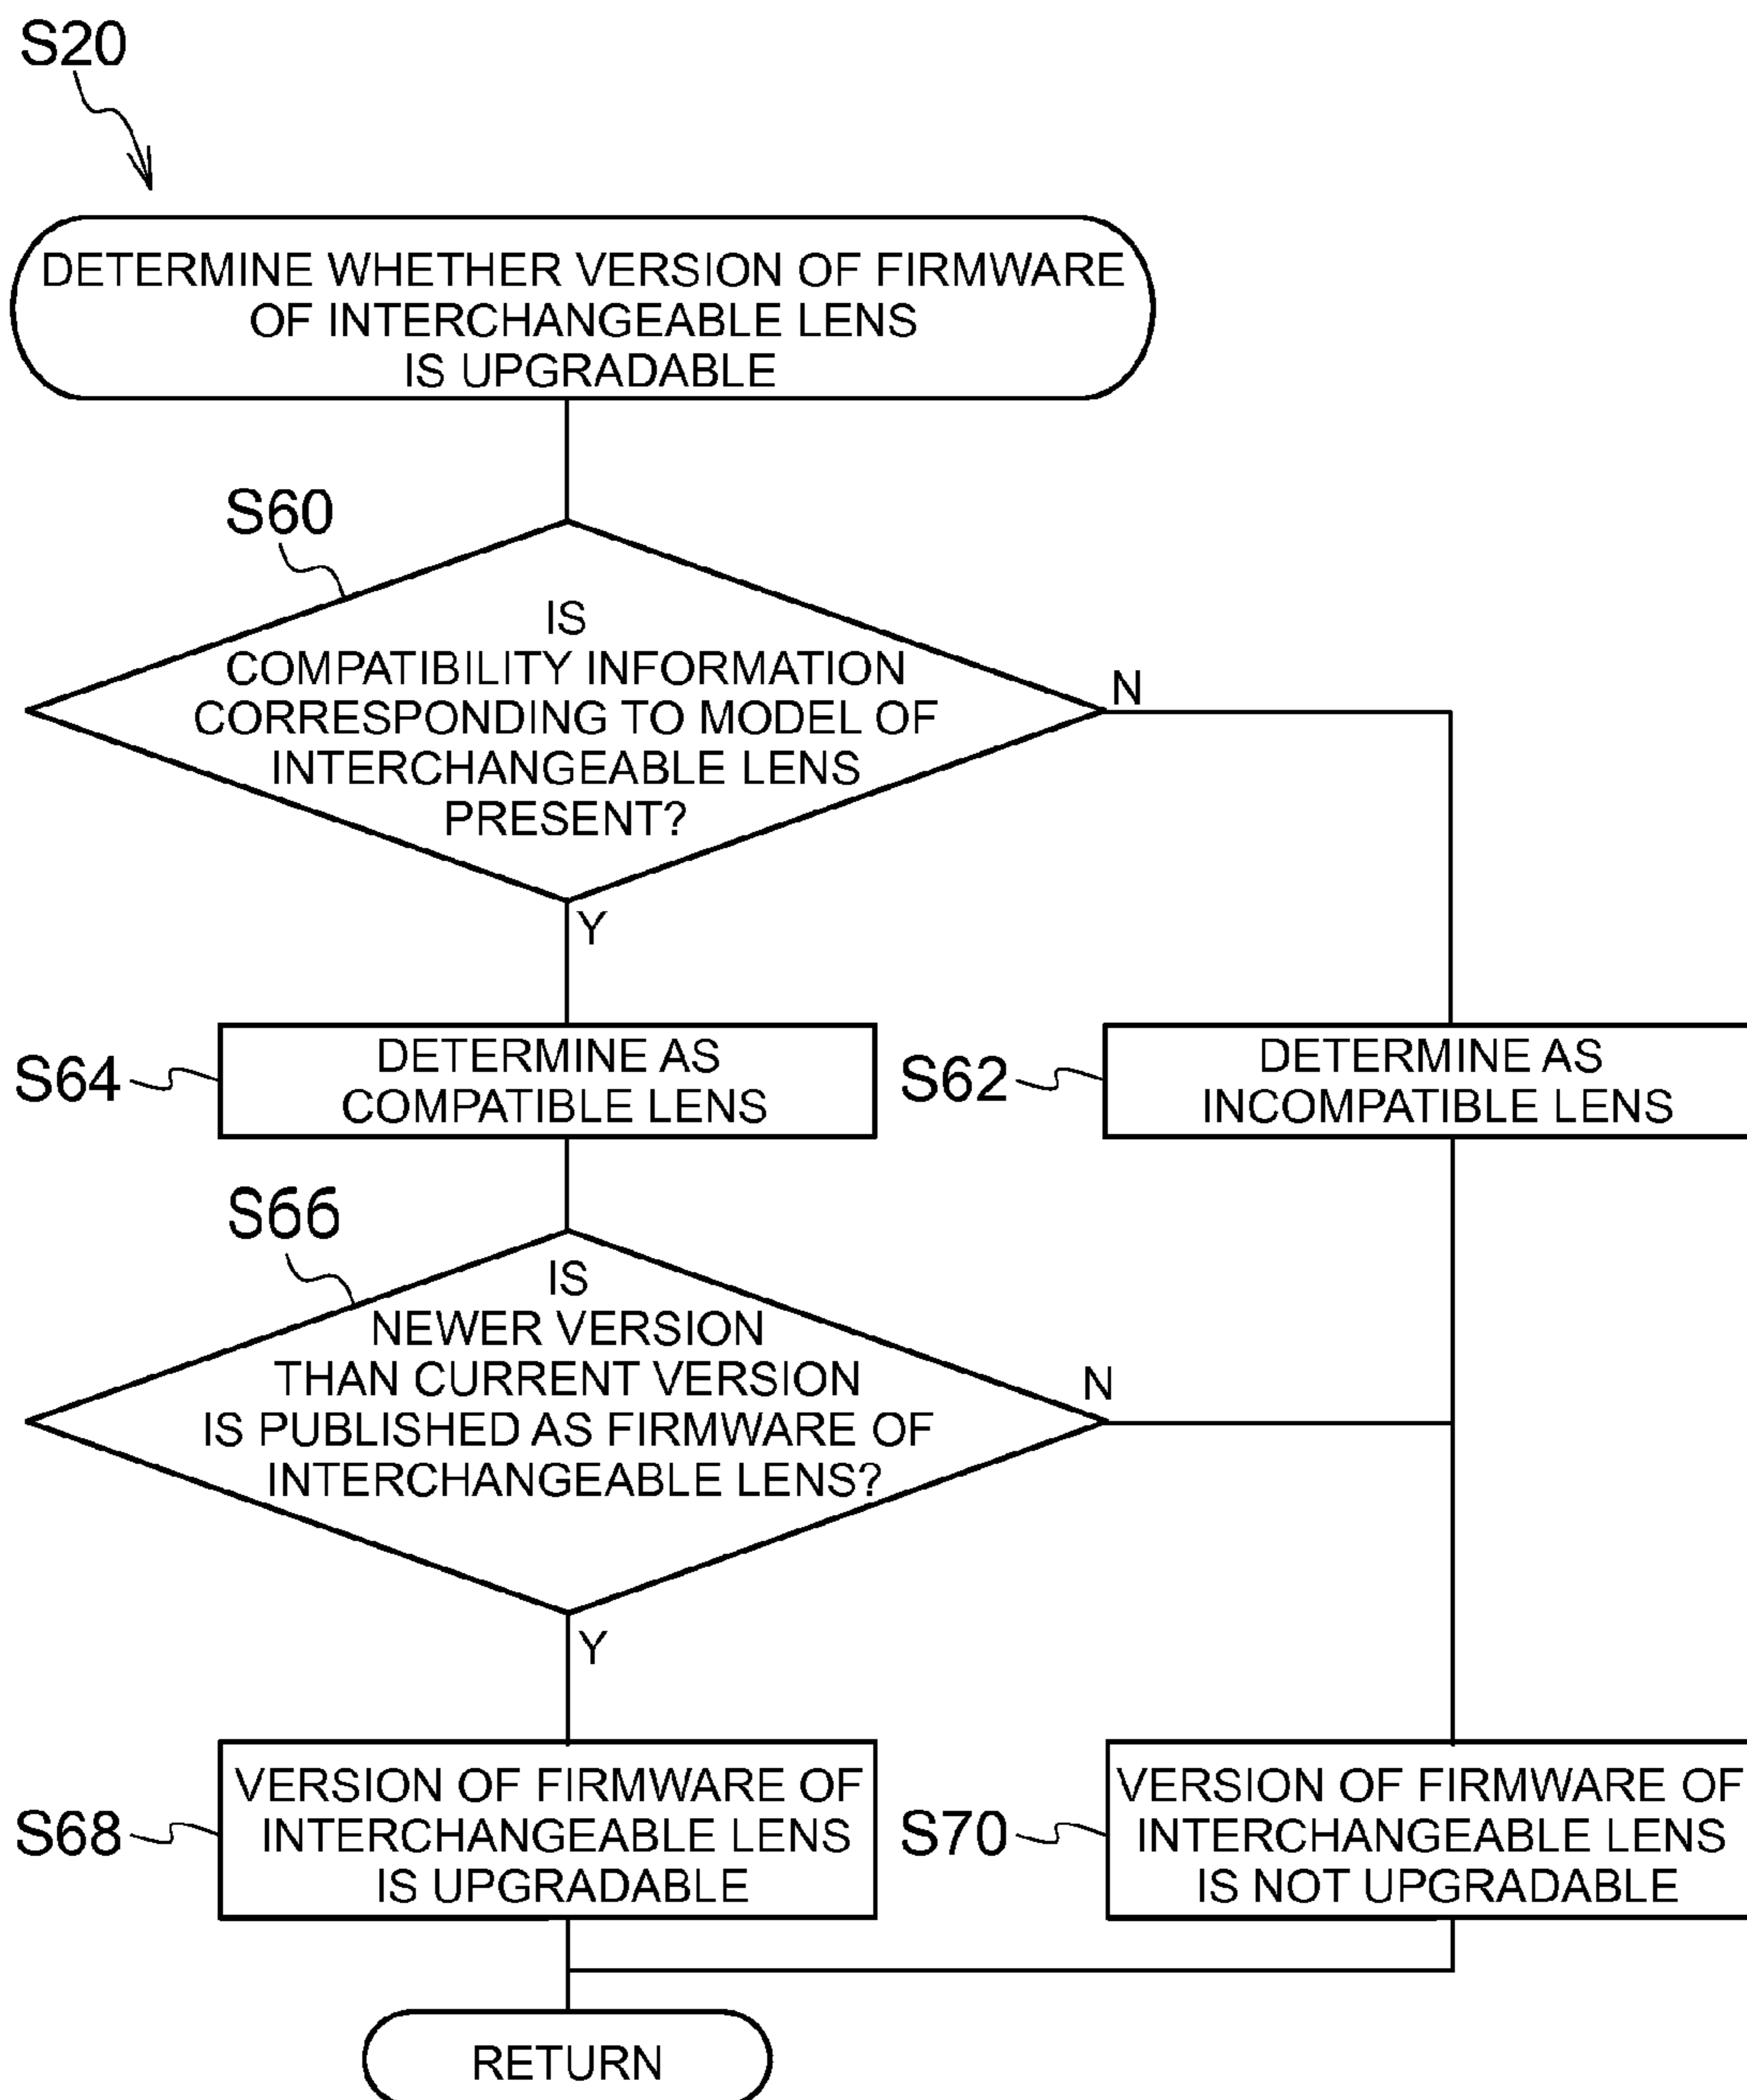 S20
DETERMINE WHETHER VERSION OF FIRMWARE
OF INTERCHANGEABLE LENS
IS UPGRADABLE
S60
IS
COMPATIBILITY INFORMATION
CORRESPONDING TO MODEL OF
INTERCHANGEABLE LENS
PRESENT?
N
Y
S64
DETERMINE AS
COMPATIBLE LENS
S62
DETERMINE AS
INCOMPATIBLE LENS
S66
IS
NEWER VERSION
THAN CURRENT VERSION
IS PUBLISHED AS FIRMWARE OF
INTERCHANGEABLE LENS?
N
Y
S68
VERSION OF FIRMWARE OF
INTERCHANGEABLE LENS
IS UPGRADABLE
S70
VERSION OF FIRMWARE OF
INTERCHANGEABLE LENS
IS NOT UPGRADABLE
RETURN